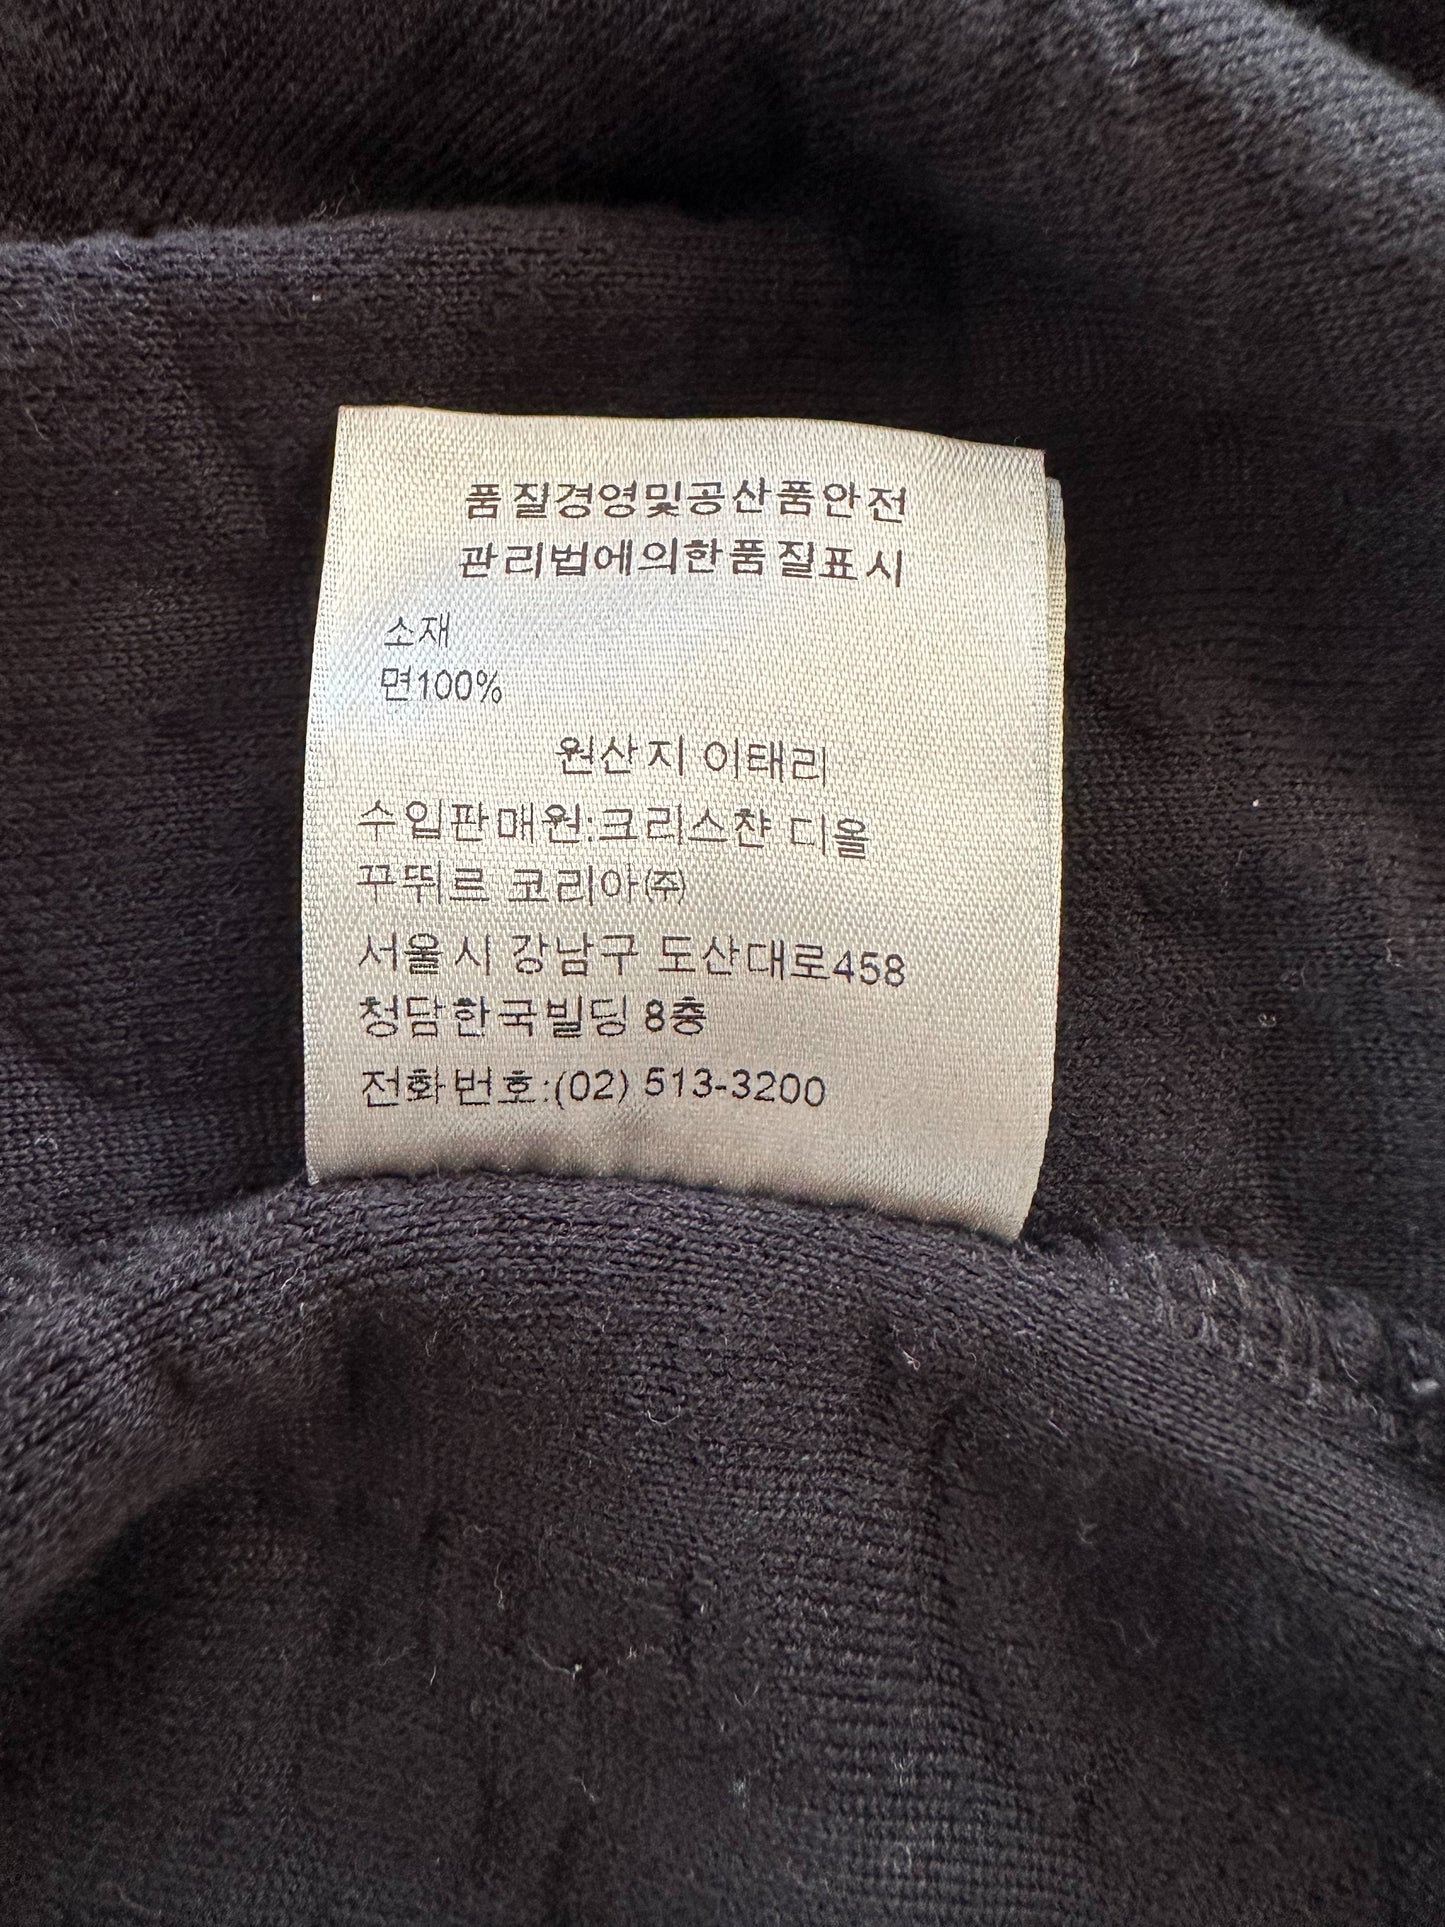 품질경영및공산품안전
관리법에의한품질표시
소재
면100%
원산지 이태리
수입판매원:크리스챤 디올
꾸뛰르 코리아㈜
서울시 강남구 도산대로458
청담한국빌딩 8층
전화번호:(02) 513-3200